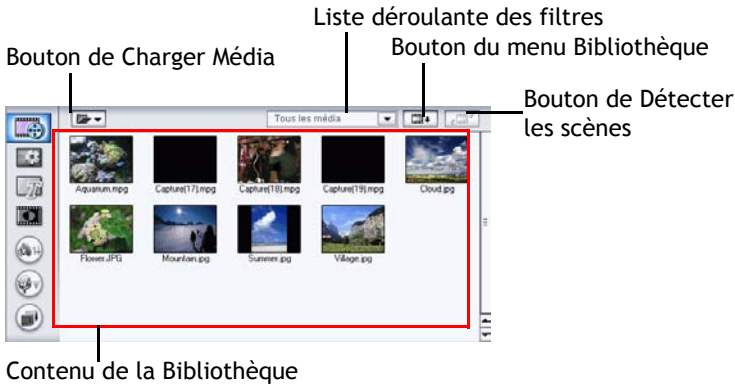 Liste déroulante des filtres
Bouton du menu Bibliothèque
Bouton de Charger Média
Bouton de Détecter
les scènes
Tous les média
Aquarium.mpg
Capture(17).mpg
Capture(18).mpg
Capture(19).mpg
Cloud.jpg
Flower.JPG
Mountain.jpg
Summer.jpg
Village.jpg
Contenu de la Bibliothèque